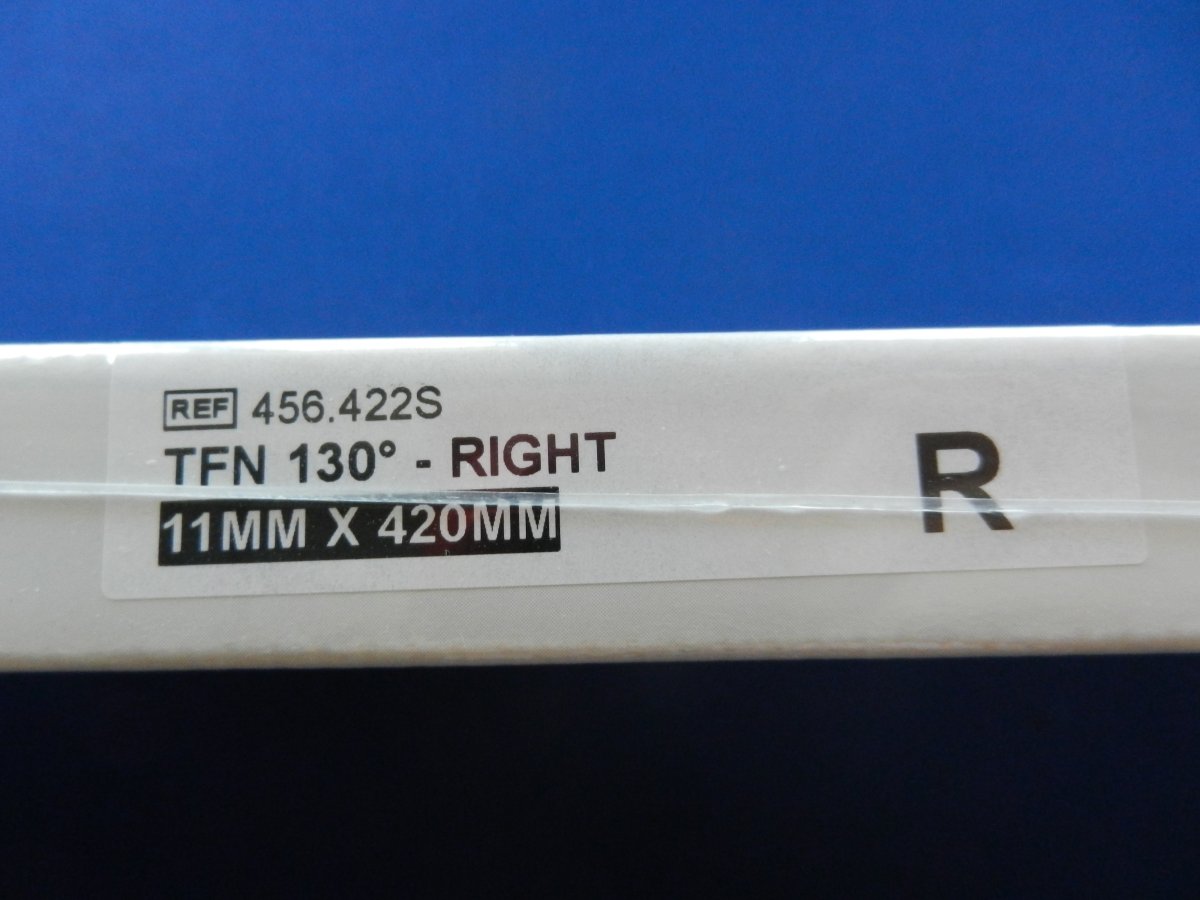 REF 456.422S
TFN 130° - RIGHT
11MM X 420MM
R